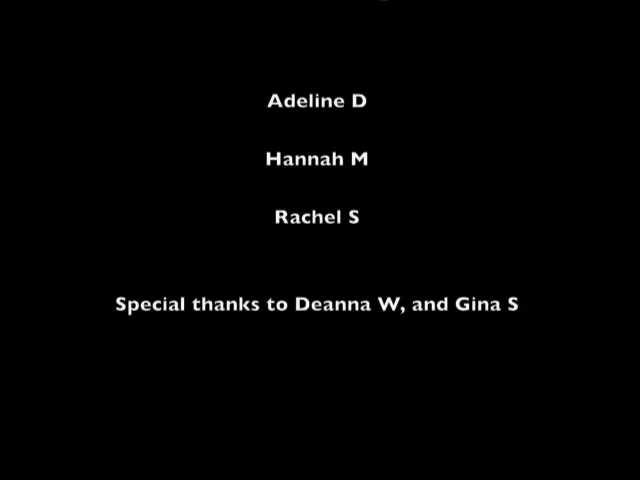 Adeline D
Hannah M
Rachel S
Special thanks to Deanna W, and Gina S